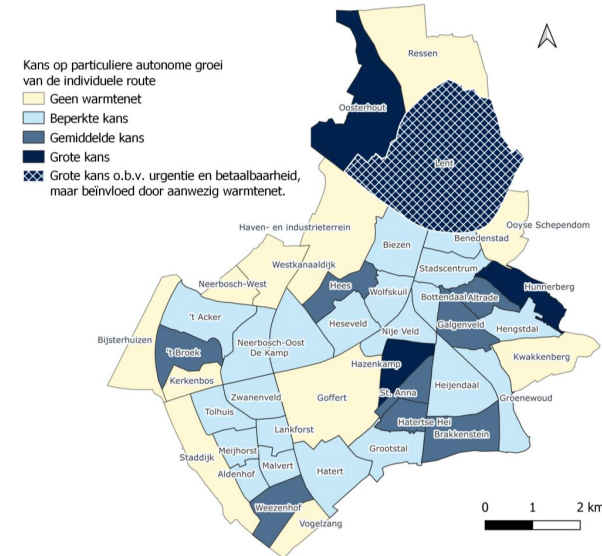 Kans op particuliere autonome groei
van de individuele route
Geen warmtenet
Beperkte kans
Gemiddelde kans
Grote kans
Grote kans o.b.v. urgentie en betaalbaarheid,
maar beïnvloed door aanwezig warmtenet.
Ressen
Oosterhout
Lent
Ooyse Schependom
Haven- en industrieterrein
Biezen
Benedenstad
Westkanaaldijk
Stadscentrum
Neerbosch-West
Hees
Wolfskuil
Bottendaal
Altrade
Hunnerberg
't Acker
Heseveld
Nije Veld
Galgenveld
Hengstdal
Bijsterhuizen
't Broek
Neerbosch-Oost
De Kamp
Kwakkenberg
Hazenkamp
Kerkenbos
Zwanenveld
Goffert
St. Anna
Heijendaal
Groenewoud
Tolhuis
Lankforst
Hatertse Hei
Brakkenstein
Staddijk
Meijhorst
Grootstal
Aldenhof
Malvert
Hatert
Weezenhof
Vogelzang
0 1 2 km